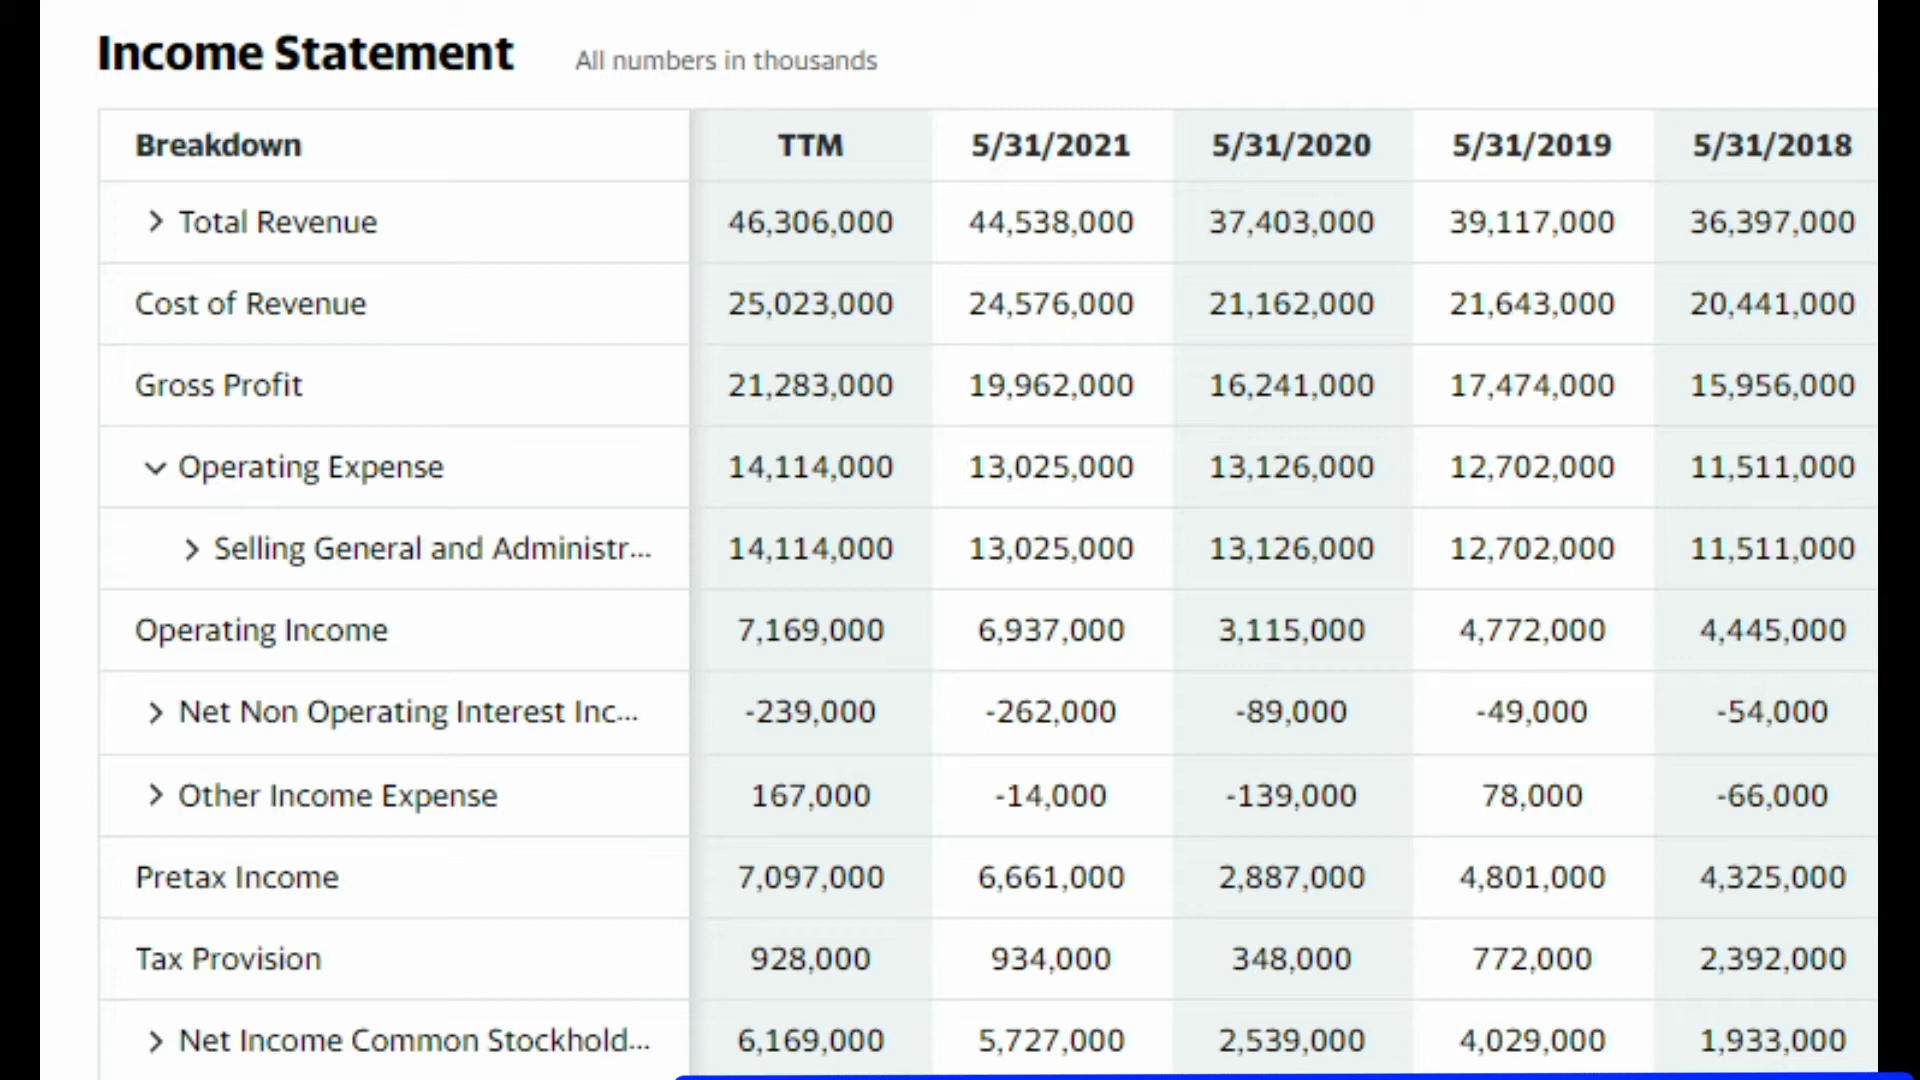 Income Statement All numbers in thousands
Breakdown TTM 5/31/2021 5/31/2020 5/31/2019 5/31/2018
Total Revenue 46,306,000 44,538,000 37,403,000 39,117,000 36,397,000
Cost of Revenue 25,023,000 24,576,000 21,162,000 21,643,000 20,441,000
Gross Profit 21,283,000 19,962,000 16,241,000 17,474,000 15,956,000
Operating Expense 14,114,000 13,025,000 13,126,000 12,702,000 11,511,000
Selling General and Administr... 14,114,000 13,025,000 13,126,000 12,702,000 11,511,000
Operating Income 7,169,000 6,937,000 3,115,000 4,772,000 4,445,000
Net Non Operating Interest Inc... -239,000 -262,000 -89,000 -49,000 -54,000
Other Income Expense 167,000 -14,000 -139,000 78,000 -66,000
Pretax Income 7,097,000 6,661,000 2,887,000 4,801,000 4,325,000
Tax Provision 928,000 934,000 348,000 772,000 2,392,000
Net Income Common Stockhold... 6,169,000 5,727,000 2,539,000 4,029,000 1,933,000